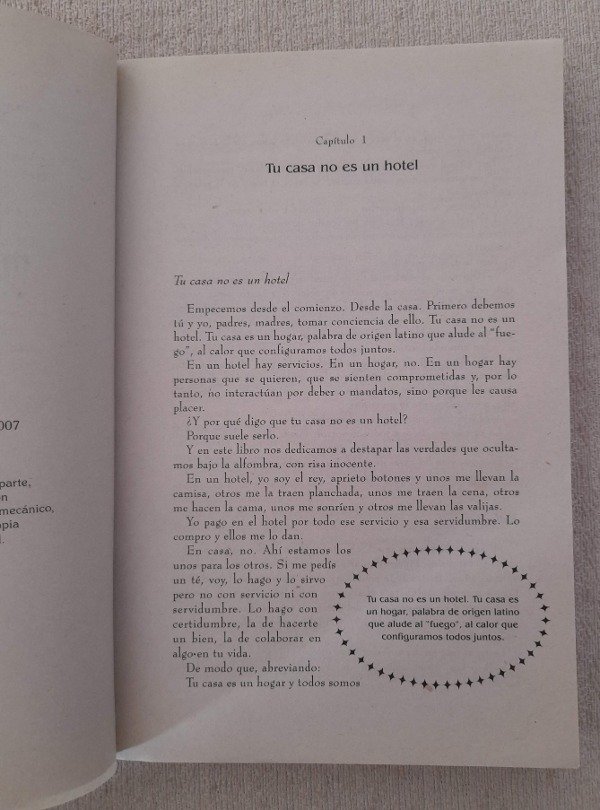 007
parte,
n
mecánico,
opia
l.
Capítulo 1
Tu casa no es un hotel
Tu casa no es un hotel
Empecemos desde el comienzo. Desde la casa. Primero debemos
tú y yo, padres, madres, tomar conciencia de ello. Tu casa no es un
hotel. Tu casa es un hogar, palabra de origen latino que alude al "fue-
go", al calor que configuramos todos juntos.
En un hotel hay servicios. En un hogar, no. En un hogar hay
personas que se quieren, que se sienten comprometidas y, por lo
tanto, no interactúan por deber o mandatos, sino porque les causa
placer.
¿Y por qué digo que tu casa no es un hotel?
Porque suele serlo.
Y en este libro nos dedicamos a destapar las verdades que oculta-
mos bajo la alfombra, con risa inocente.
En un hotel, yo soy el rey, aprieto botones y unos me llevan la
camisa, otros me la traen planchada, unos me traen la cena, otros
me hacen la cama, unos me sonríen y otros me llevan las valijas.
Yo pago en el hotel por todo ese servicio y esa servidumbre. Lo
compro y ellos me lo dan.
En casa, no. Ahí estamos los
unos para los otros. Si me pedís
un té, voy, lo hago y lo sirvo
pero no con servicio ni con
servidumbre. Lo hago con
certidumbre, la de hacerte
un bien, la de colaborar en
algo en tu vida.
De modo que, abreviando:
Tu casa es un hogar y todos somos
Tu casa no es un hotel. Tu casa es
un hogar, palabra de origen latino
que alude al "fuego", al calor que
configuramos todos juntos.